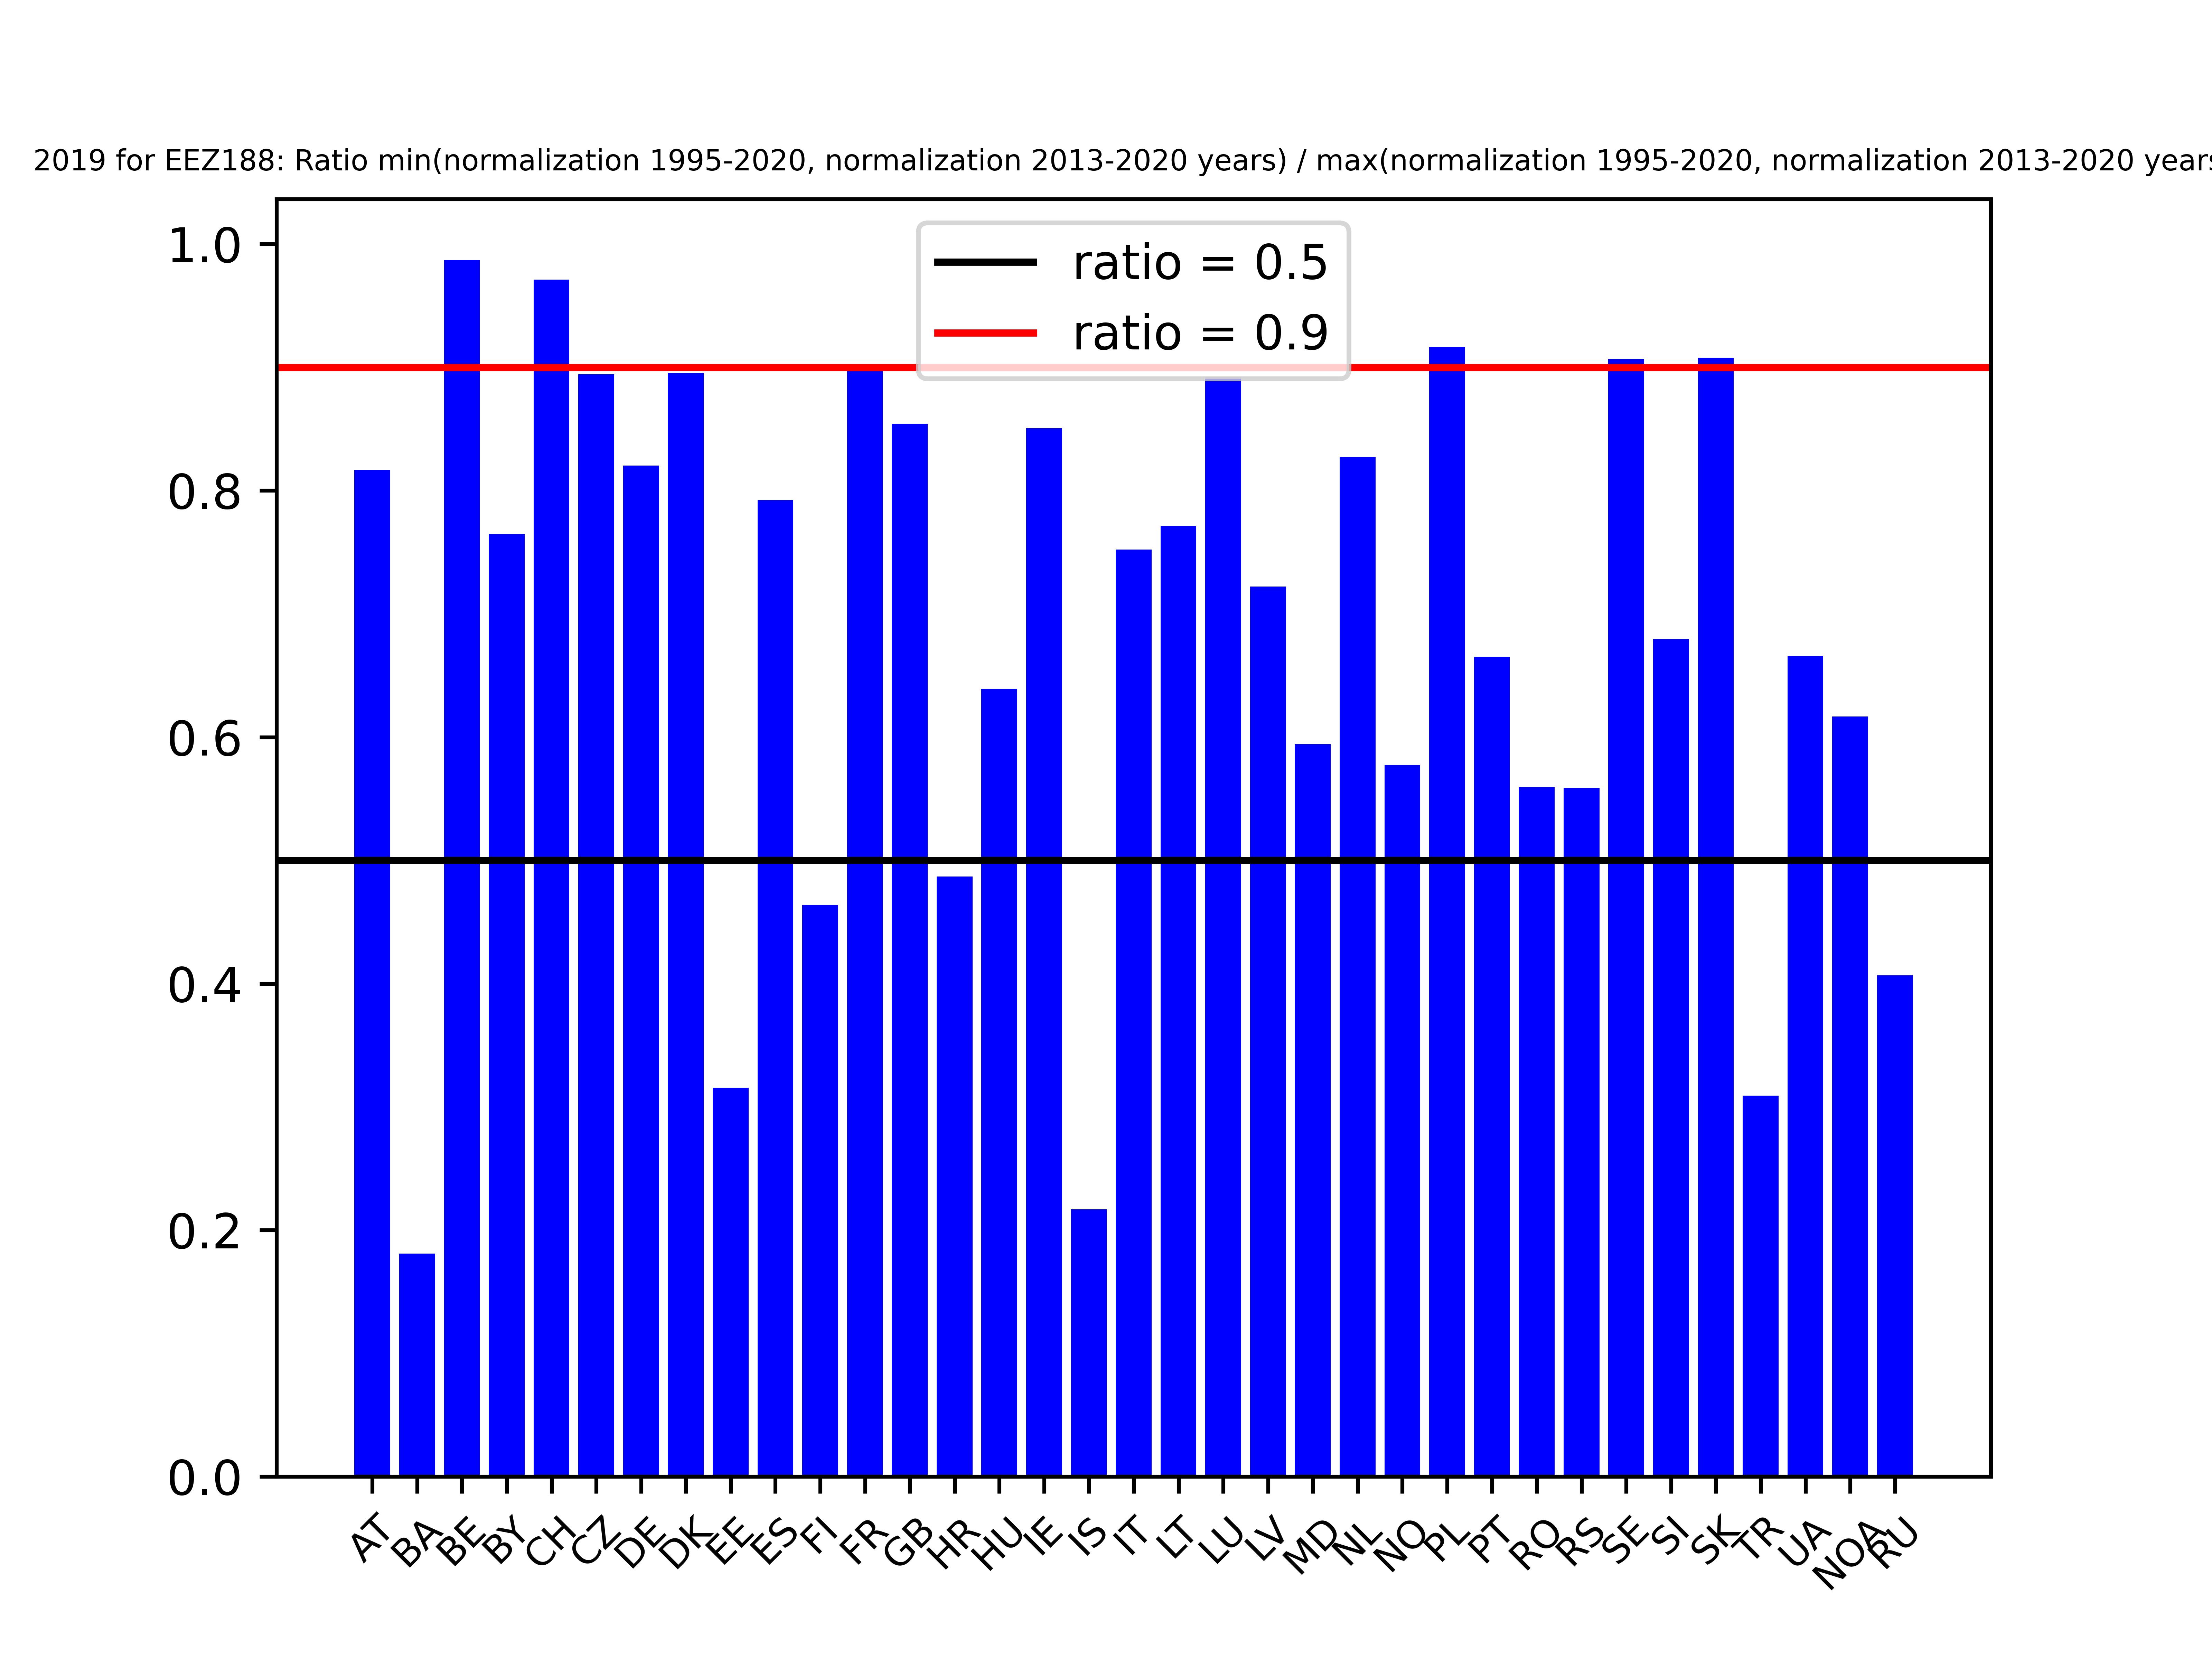 2019 for EEZ188: Ratio min(normalization 1995-2020, normalization 2013-2020 years) / max(normalization 1995-2020, normalization 2013-2020 years
1.0
0.8
0.6
0.4
0.2
0.0
ratio = 0.5
ratio = 0.9
AT BA BE BY CH CZ DE DK EE ES FI FR GB HR HU IE IS IT LT LU LV MD NL NO PL PT RO RS SE SI SK TR UA NOA RU